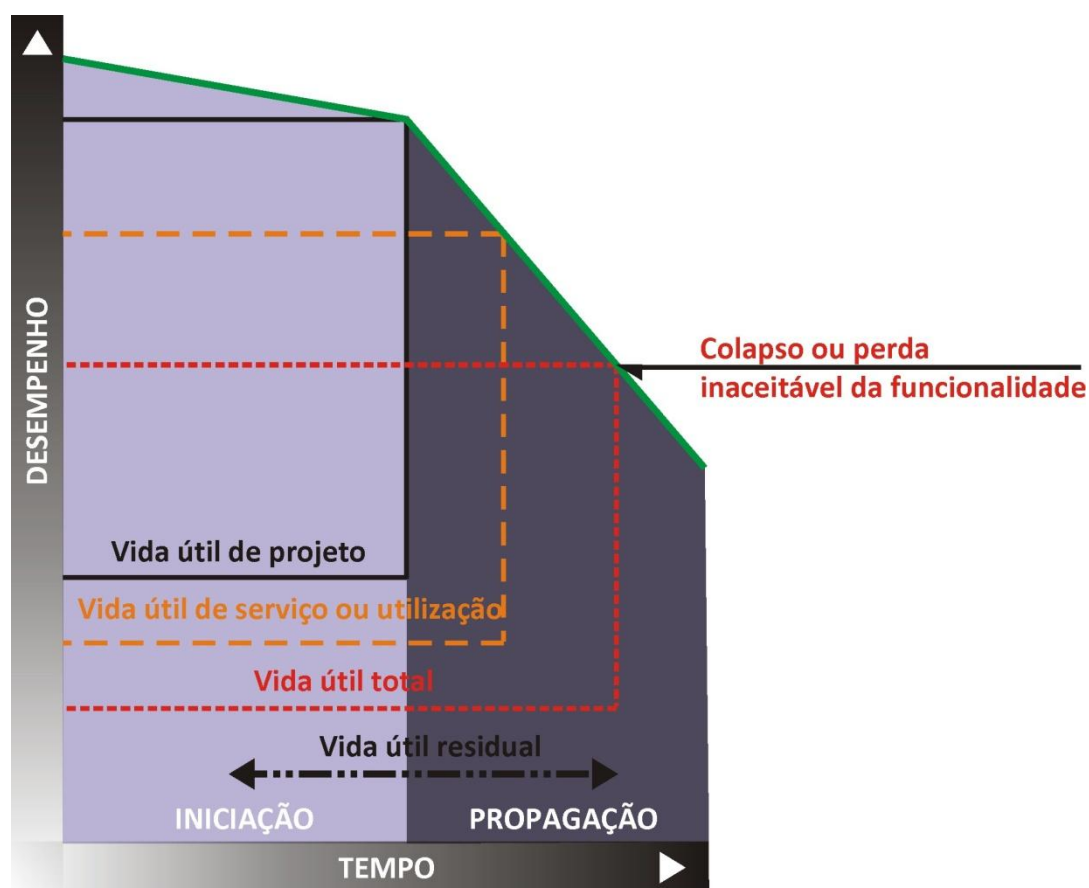 DESEMPENHO
Colapso ou perda
inaceitável da funcionalidade
Vida útil de projeto
Vida útil de serviço ou utilização
Vida útil total
Vida útil residual
INICIAÇÃO
PROPAGAÇÃO
TEMPO